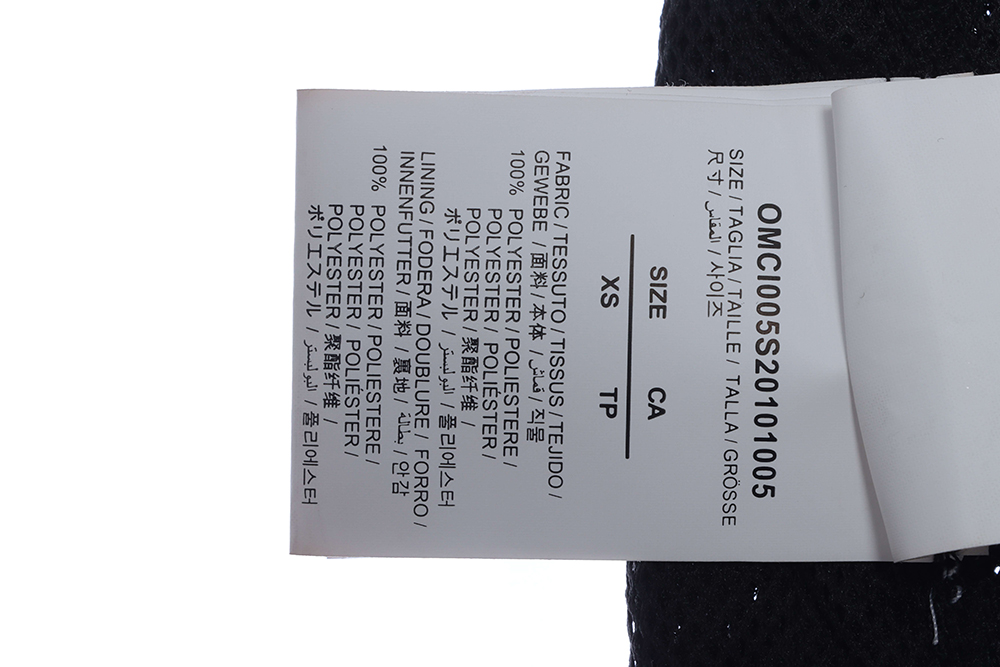 OMCI005S20101005
SIZE / TAGLIA / TAILLE / TALLA / GRÖSSE
尺寸 / المقاس / 사이즈
SIZE CA
XS TP
FABRIC / TESSUTO / TISSUS / TEJIDO /
GEWEBE / 面料 / 本体 / قماش / 직물
100% POLYESTER / POLIESTERE /
POLYESTER / POLIÉSTER /
POLYESTER / 聚酯纤维 /
ポリエステル / البوليستر / 폴리에스터
LINING / FODERA / DOUBLURE / FORRO /
INNENFUTTER / 面料 / 裏地 / بطانة / 안감
100% POLYESTER / POLIESTERE /
POLYESTER / POLIÉSTER /
POLYESTER / 聚酯纤维 /
ポリエステル / البوليستر / 폴리에스터